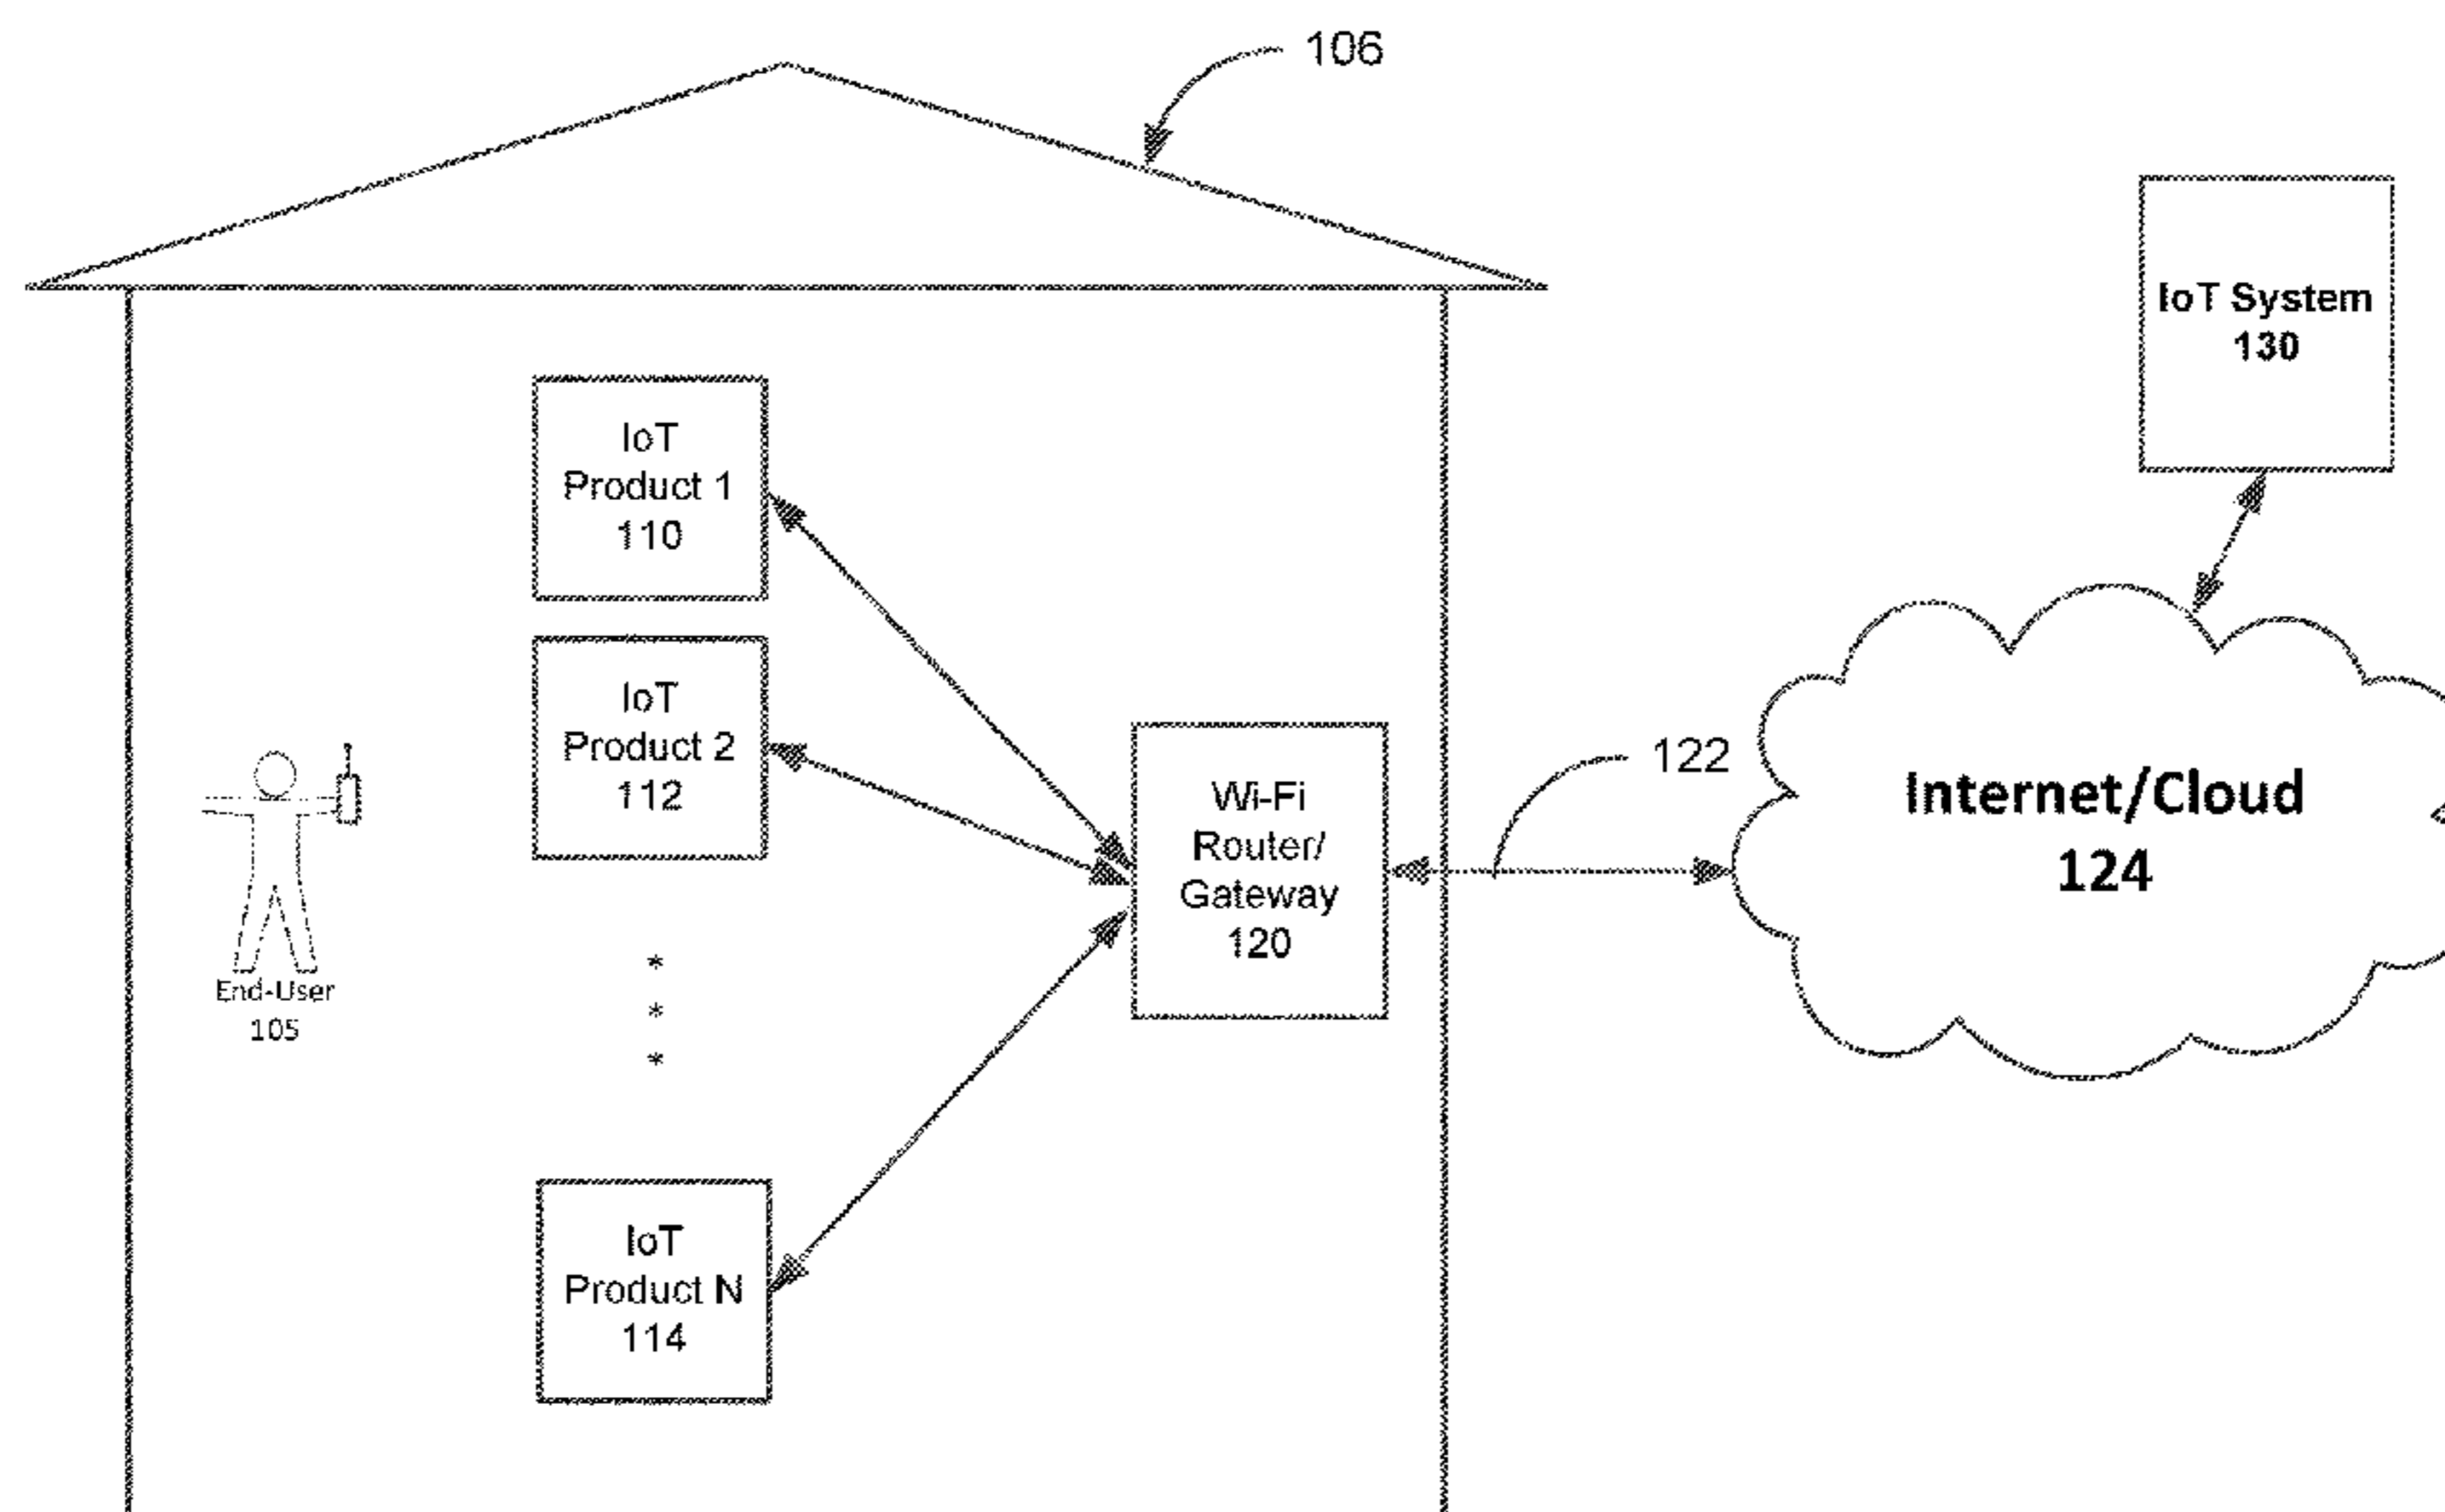 106
IoT System
130
IoT
Product 1
110
IoT
Product 2
112
122
Wi-Fi
Router/
Gateway
120
Internet/Cloud
124
*
*
*
End-User
105
IoT
Product N
114